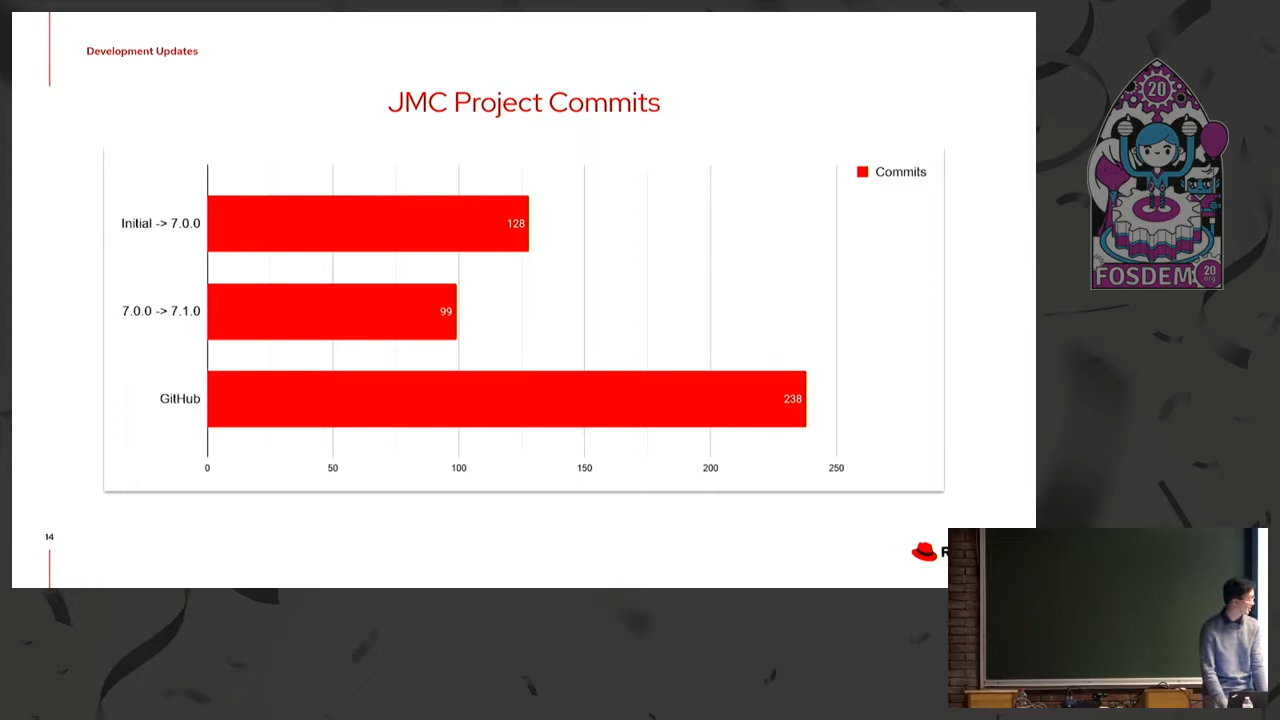 Development Updates
JMC Project Commits
Commits
Initial -> 7.0.0
128
7.0.0 -> 7.1.0
99
GitHub
238
0 50 100 150 200 250
14
R
20
FOSDEM 20
.org